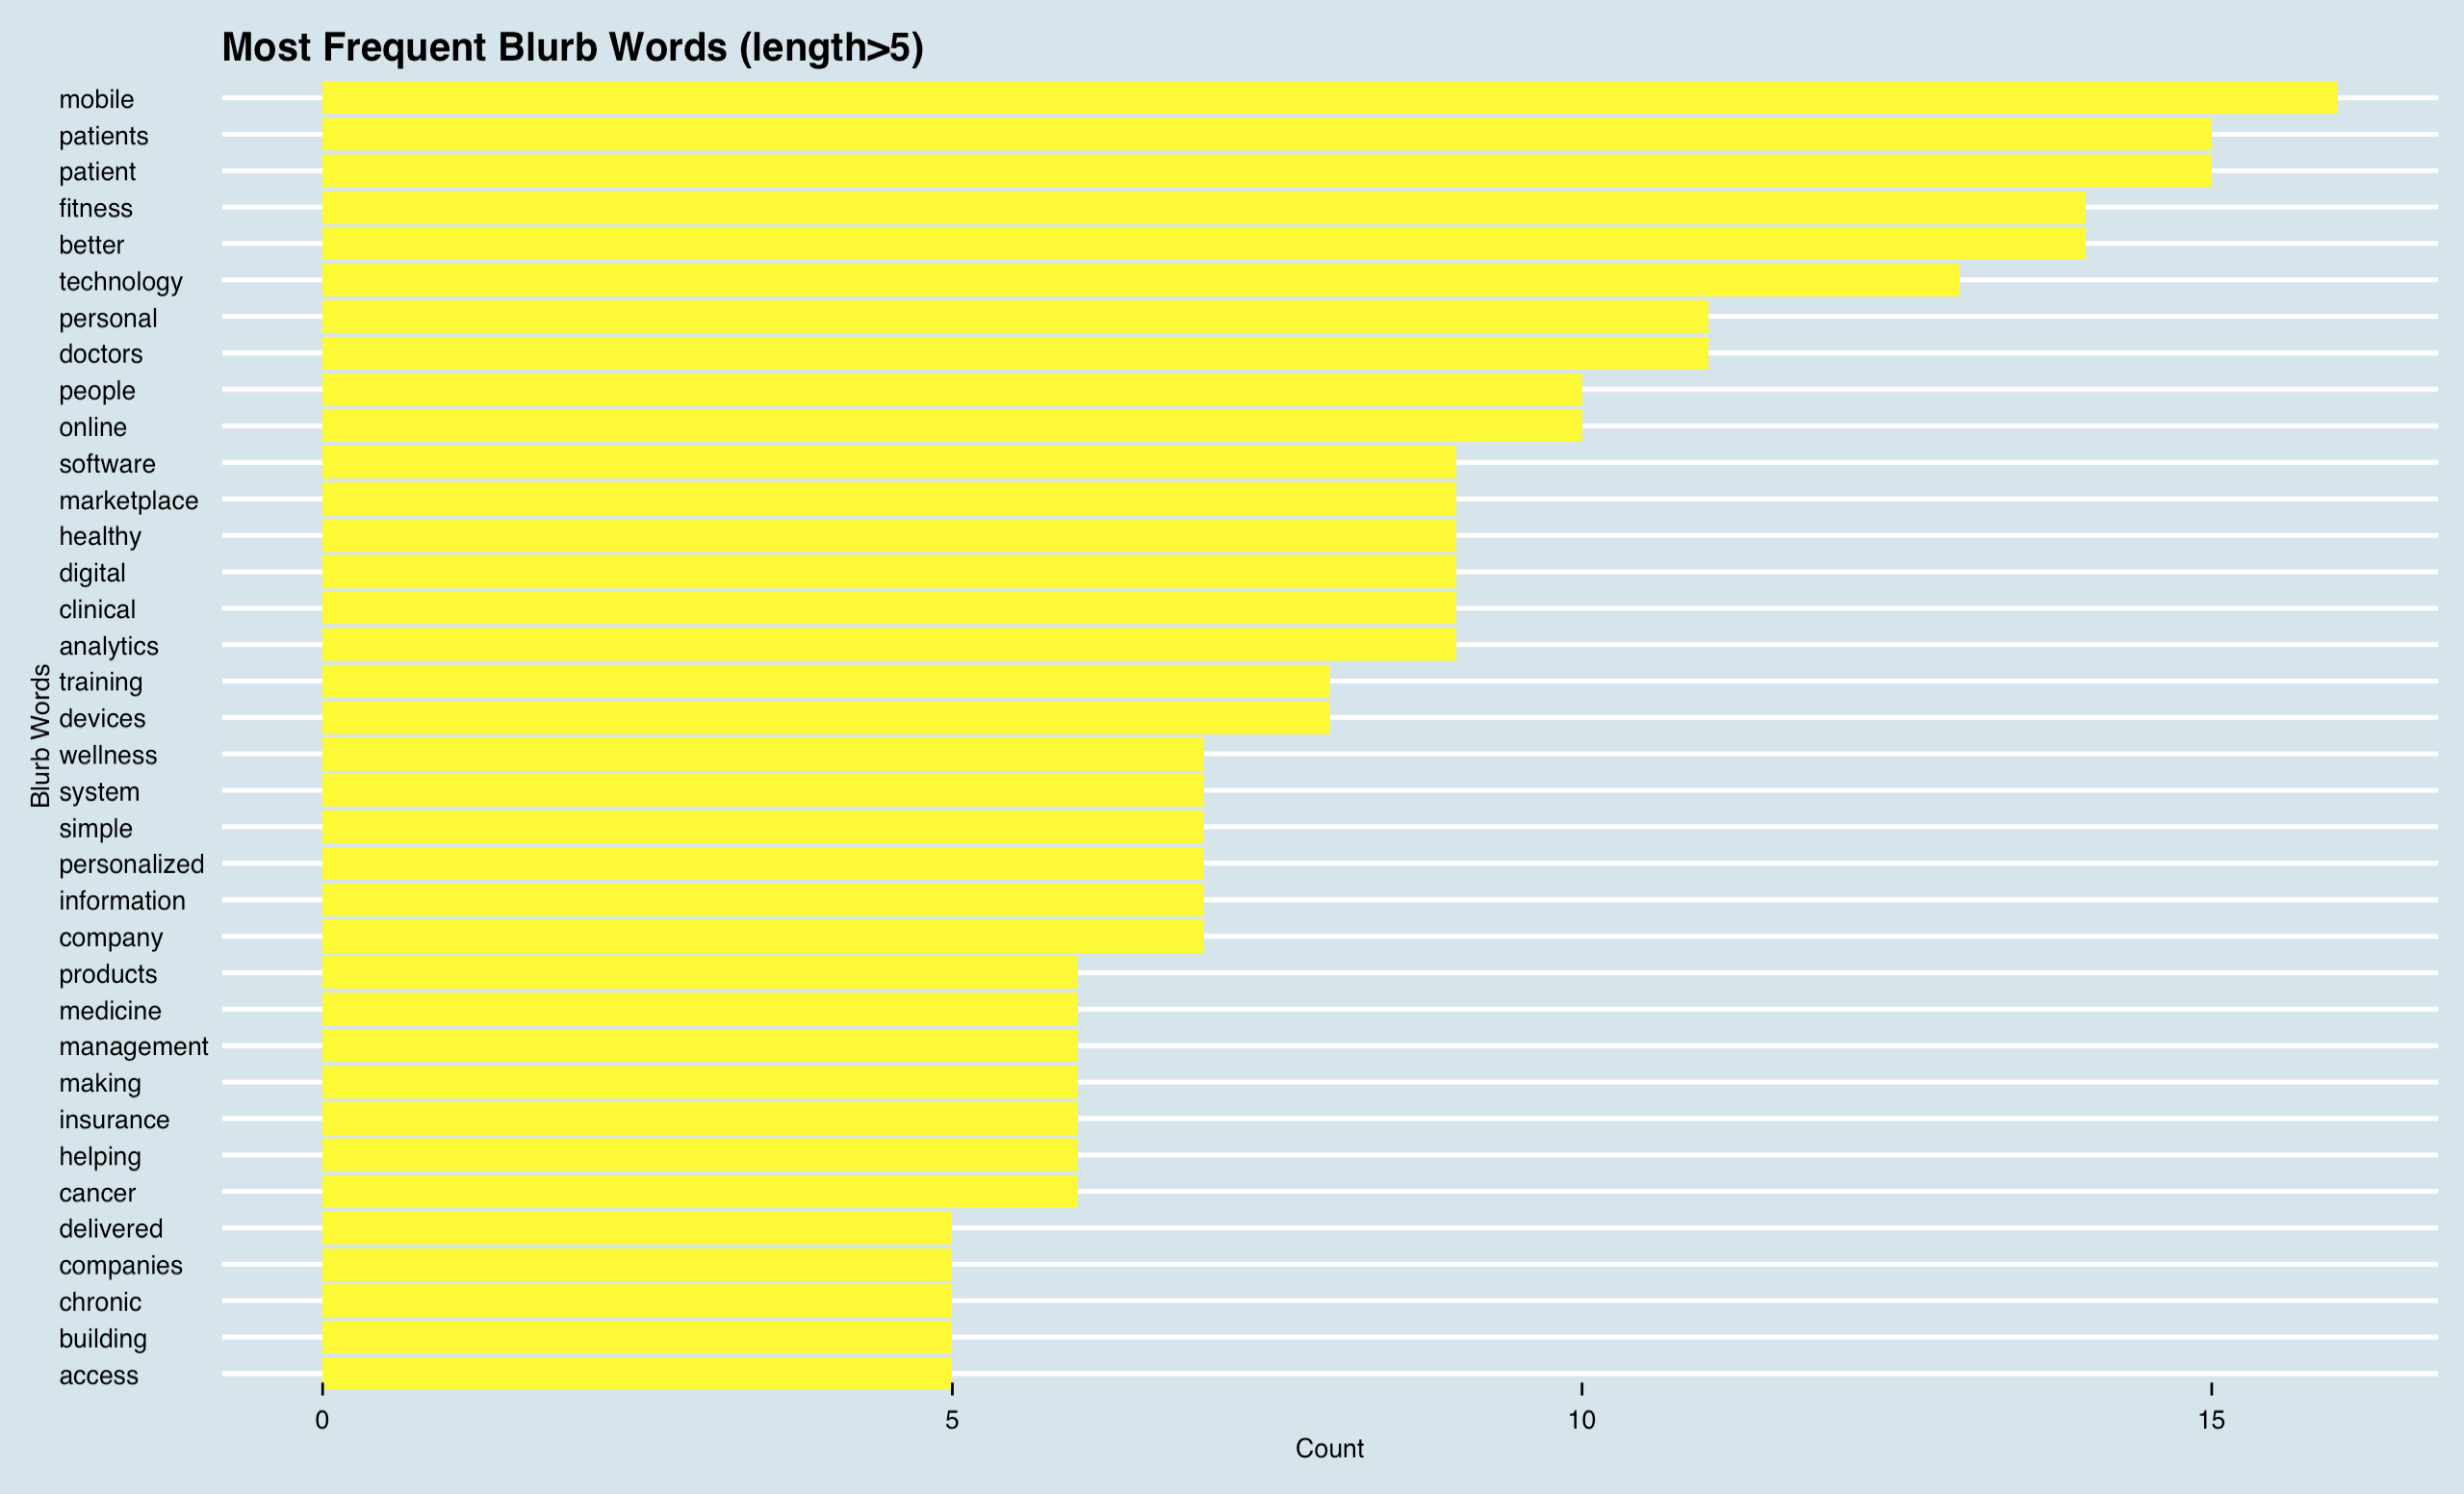 Most Frequent Blurb Words (length>5)
mobile
patients
patient
fitness
better
technology
personal
doctors
people
online
software
marketplace
healthy
digital
clinical
analytics
training
devices
wellness
system
simple
personalized
information
company
products
medicine
management
making
insurance
helping
cancer
delivered
companies
chronic
building
access
Blurb Words
0 5 10 15
Count